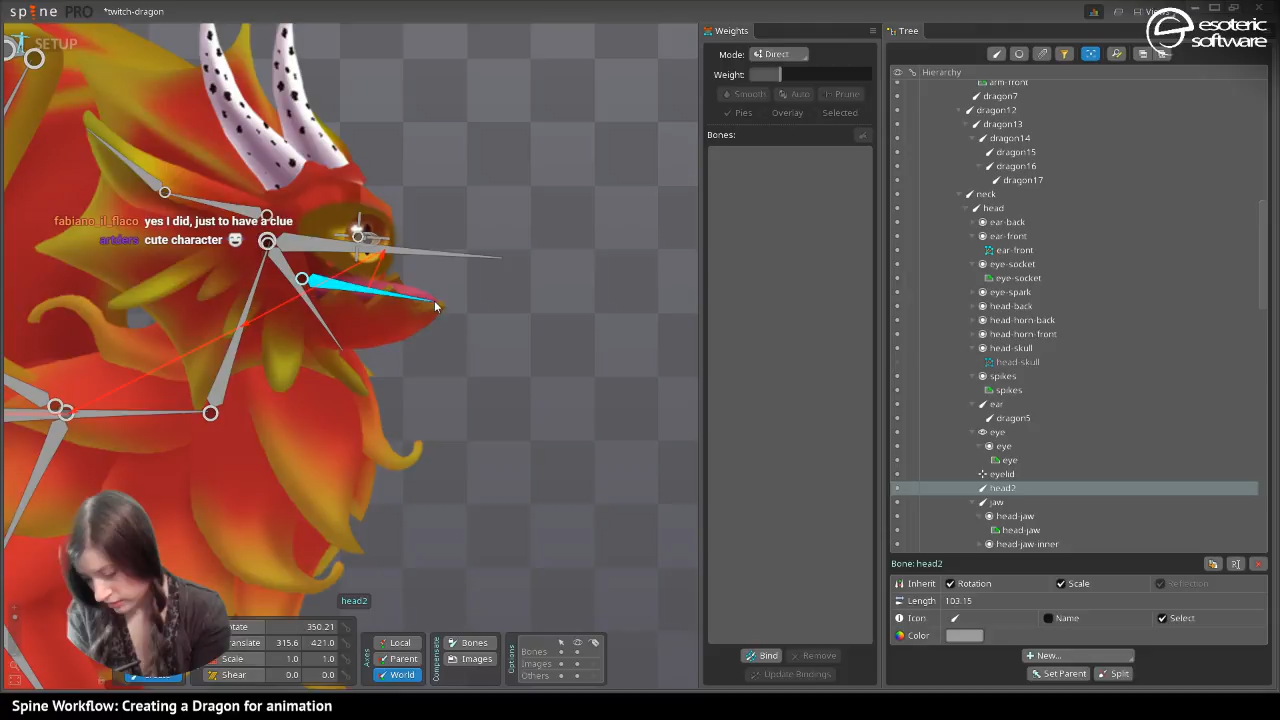 spine PRO
*twitch-dragon
Views
esoteric
software
SETUP
Weights
Tree
Mode:
Direct
Weight:
Smooth
Auto
Prune
Pies
Overlay
Selected
Bones:
Bind
Remove
Update Bindings
Hierarchy
arm-front
dragon7
dragon12
dragon13
dragon14
dragon15
dragon16
dragon17
neck
head
ear-back
ear-front
ear-front
eye-socket
eye-socket
eye-spark
head-back
head-horn-back
head-horn-front
head-skull
head-skull
spikes
spikes
ear
dragon5
eye
eye
eye
eyelid
head2
jaw
head-jaw
head-jaw
head-jaw-inner
Bone: head2
Inherit
Rotation
Scale
Reflection
Length
103.15
Icon
Name
Select
Color
New...
Set Parent
Split
fabiano_il_flaco yes I did, just to have a clue
artders cute character
head2
350.21
315.6
421.0
Scale
1.0
1.0
Shear
0.0
0.0
Axes
Local
Parent
World
Compensate
Bones
Images
Options
Bones
Images
Others
Spine Workflow: Creating a Dragon for animation